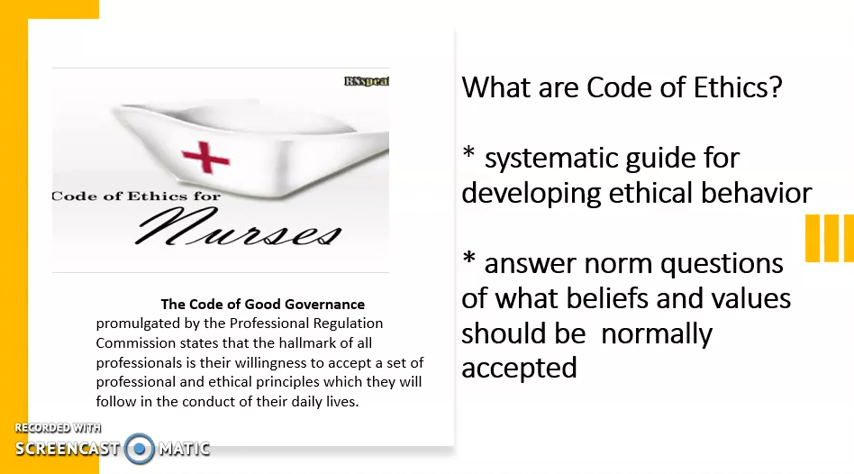 RNspeak
Code of Ethics for
Nurses
The Code of Good Governance
promulgated by the Professional Regulation
Commission states that the hallmark of all
professionals is their willingness to accept a set of
professional and ethical principles which they will
follow in the conduct of their daily lives.
What are Code of Ethics?
* systematic guide for
developing ethical behavior
* answer norm questions
of what beliefs and values
should be normally
accepted
RECORDED WITH
SCREENCAST MATIC